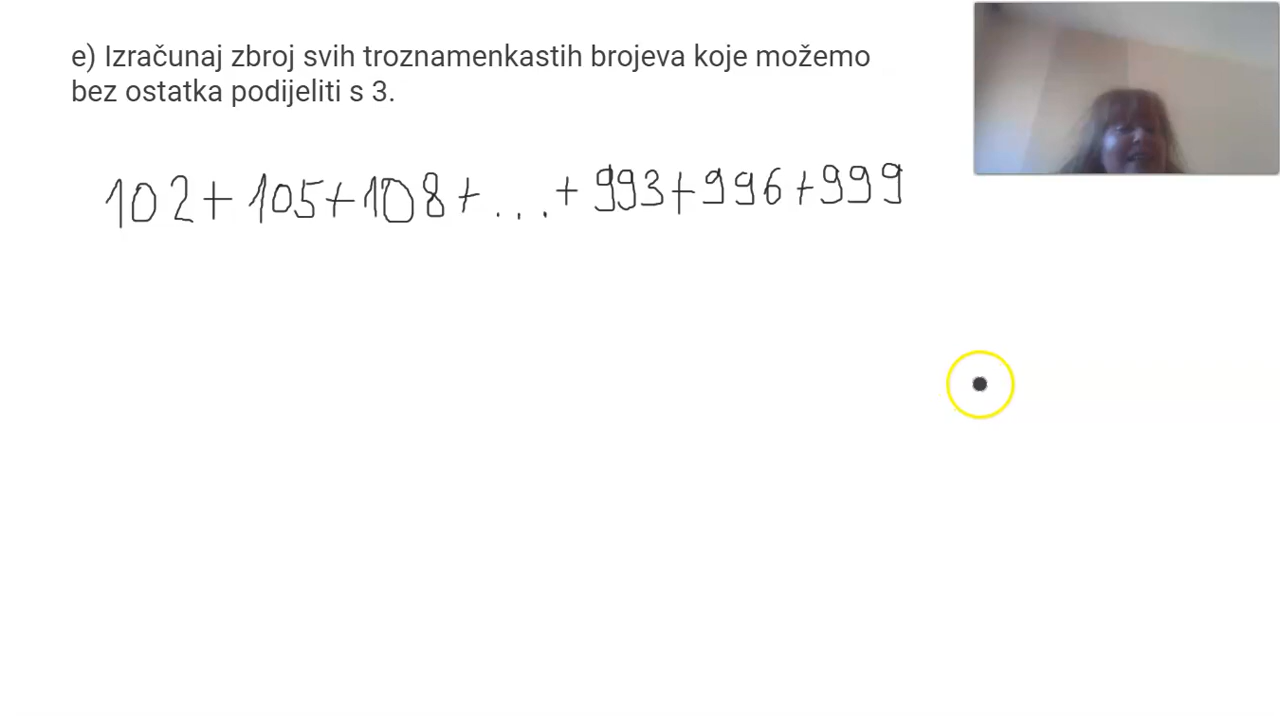 e) Izračunaj zbroj svih troznamenkastih brojeva koje možemo
bez ostatka podijeliti s 3.
102+105+108+...+993+996+999